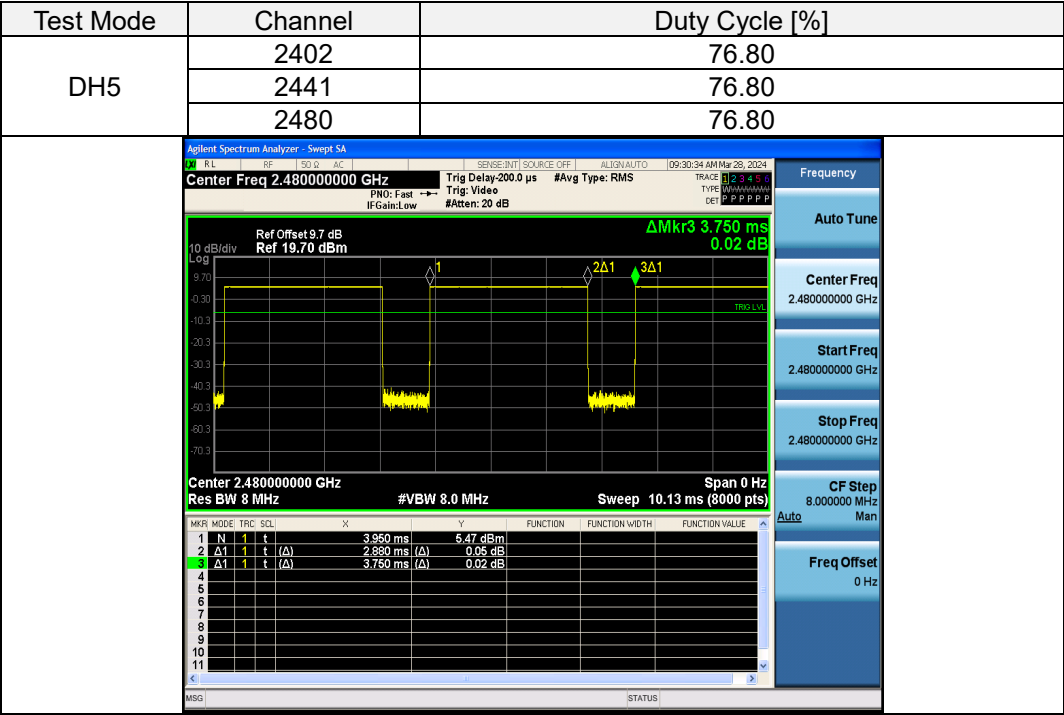 Test Mode Channel Duty Cycle [%]
DH5
2402 76.80
2441 76.80
2480 76.80
Agilent Spectrum Analyzer - Swept SA
RL RF 50 Ω AC SENSE:INT SOURCE OFF ALIGNAUTO 09:30:34 AM Mar 28, 2024
Center Freq 2.480000000 GHz
PNO: Fast
IFGain:Low
Trig Delay-200.0 µs #Avg Type: RMS
Trig: Video
#Atten: 20 dB
TRACE 1 2 3 4 5 6
TYPE
DET P P P P P P
ΔMkr3 3.750 ms
0.02 dB
Ref Offset 9.7 dB
10 dB/div Ref 19.70 dBm
Log
9.70
-0.30
-10.3
-20.3
-30.3
-40.3
-50.3
-60.3
-70.3
1
2Δ1
3Δ1
TRIG LVL
Center 2.480000000 GHz Span 0 Hz
Res BW 8 MHz #VBW 8.0 MHz Sweep 10.13 ms (8000 pts)
MKR MODE TRC SCL X Y FUNCTION FUNCTION WIDTH FUNCTION VALUE
1 N 1 t 3.950 ms 5.47 dBm
2 Δ1 1 t (Δ) 2.880 ms (Δ) 0.05 dB
3 Δ1 1 t (Δ) 3.750 ms (Δ) 0.02 dB
4
5
6
7
8
9
10
11
MSG STATUS
Frequency
Auto Tune
Center Freq
2.480000000 GHz
Start Freq
2.480000000 GHz
Stop Freq
2.480000000 GHz
CF Step
8.000000 MHz
Auto Man
Freq Offset
0 Hz